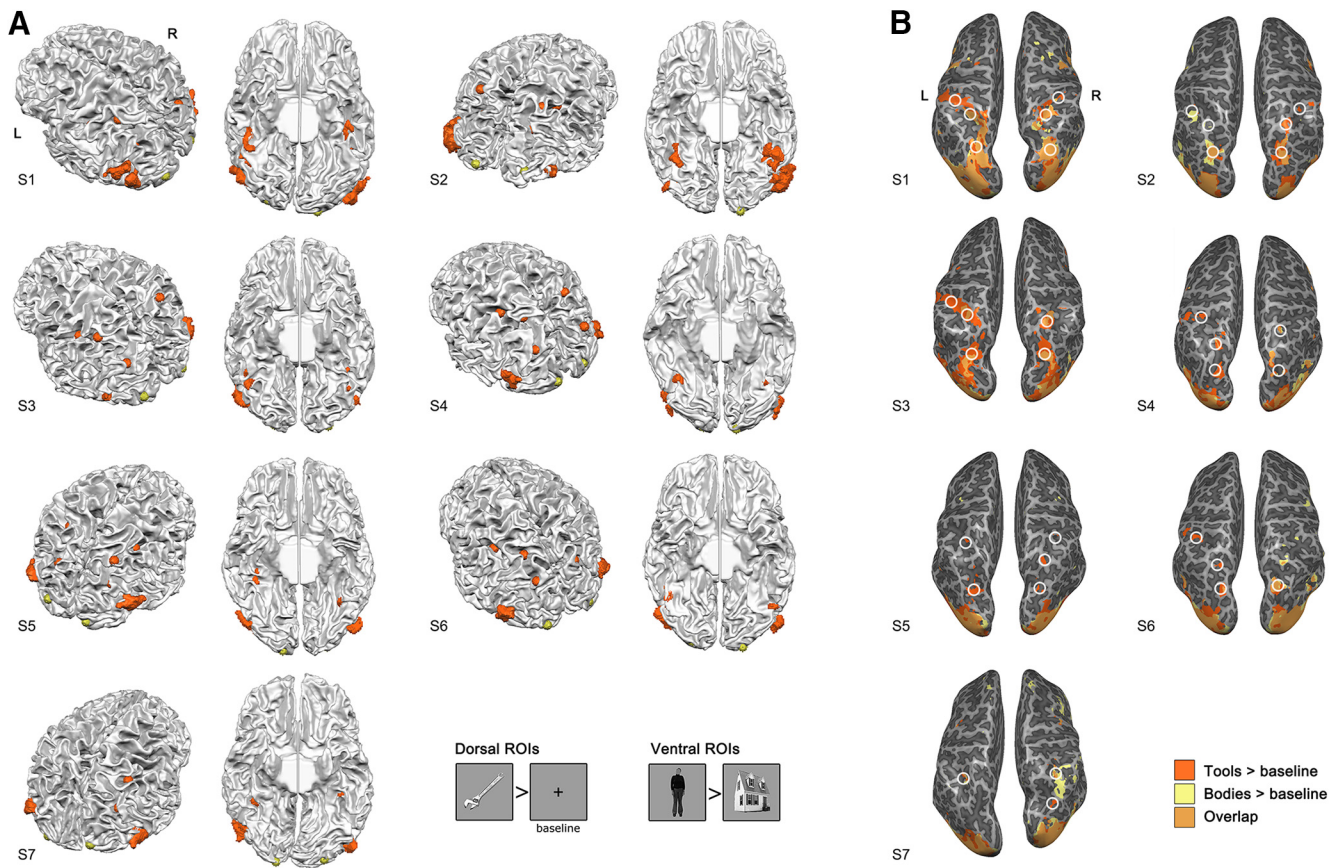 A
R
L
S1
S2
S3
S4
S5
S6
S7
Dorsal ROIs
>
+
baseline
Ventral ROIs
>
B
L
R
S1
S2
S3
S4
S5
S6
S7
Tools > baseline
Bodies > baseline
Overlap